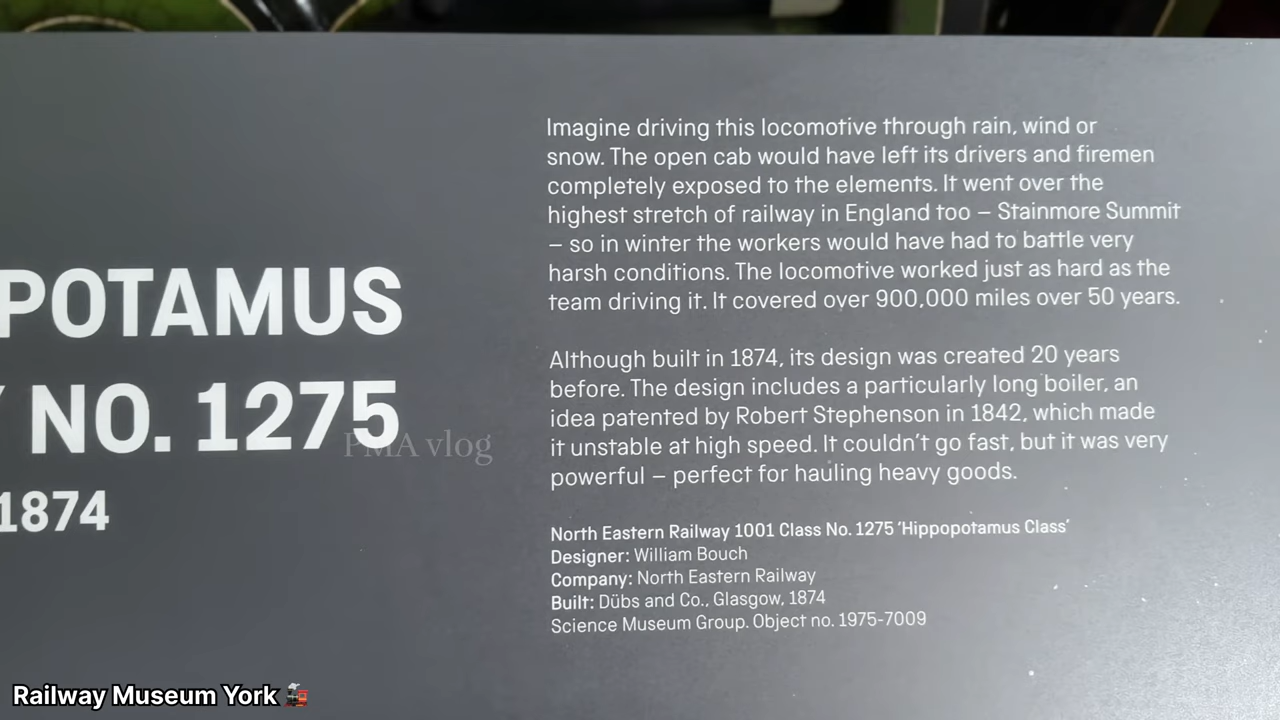 POTAMUS
NO. 1275
1874
PMA vlog
Imagine driving this locomotive through rain, wind or
snow. The open cab would have left its drivers and firemen
completely exposed to the elements. It went over the
highest stretch of railway in England too – Stainmore Summit
– so in winter the workers would have had to battle very
harsh conditions. The locomotive worked just as hard as the
team driving it. It covered over 900,000 miles over 50 years.
Although built in 1874, its design was created 20 years
before. The design includes a particularly long boiler, an
idea patented by Robert Stephenson in 1842, which made
it unstable at high speed. It couldn't go fast, but it was very
powerful – perfect for hauling heavy goods.
North Eastern Railway 1001 Class No. 1275 'Hippopotamus Class'
Designer: William Bouch
Company: North Eastern Railway
Built: Dübs and Co., Glasgow, 1874
Science Museum Group. Object no. 1975-7009
Railway Museum York 🚂